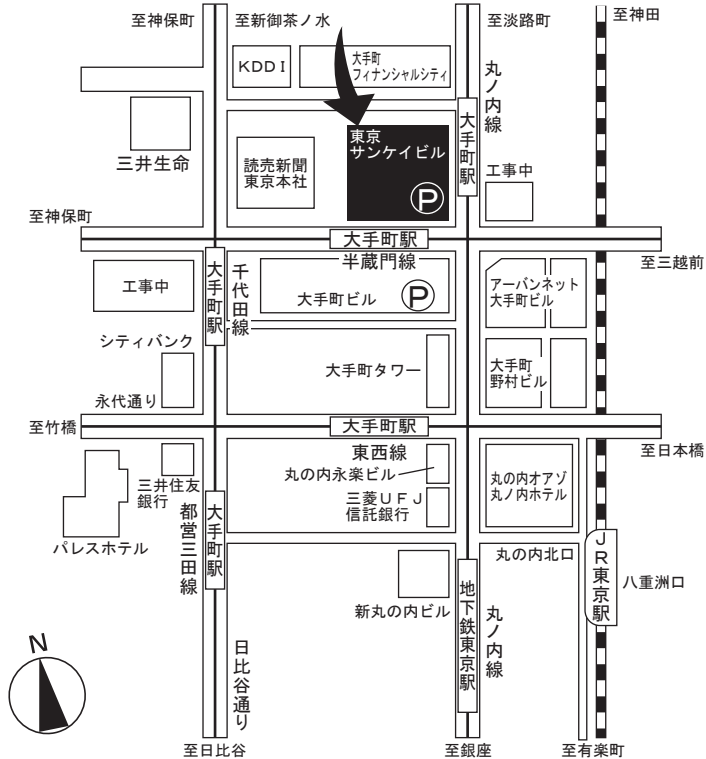 至神保町
至新御茶ノ水
至淡路町
至神田
KDDI
大手町
フィナンシャルシティ
丸ノ内線
大手町駅
三井生命
読売新聞
東京本社
東京
サンケイビル
P
工事中
至神保町
大手町駅
半蔵門線
至三越前
工事中
大手町駅
千代田線
大手町ビル
P
アーバンネット
大手町ビル
シティバンク
大手町タワー
大手町
野村ビル
永代通り
至竹橋
大手町駅
東西線
至日本橋
三井住友
銀行
丸の内永楽ビル
三菱UFJ
信託銀行
丸の内オアゾ
丸ノ内ホテル
パレスホテル
都営三田線
大手町駅
丸の内北口
JR東京駅
八重洲口
新丸の内ビル
地下鉄東京駅
丸ノ内線
N
日比谷通り
至日比谷
至銀座
至有楽町